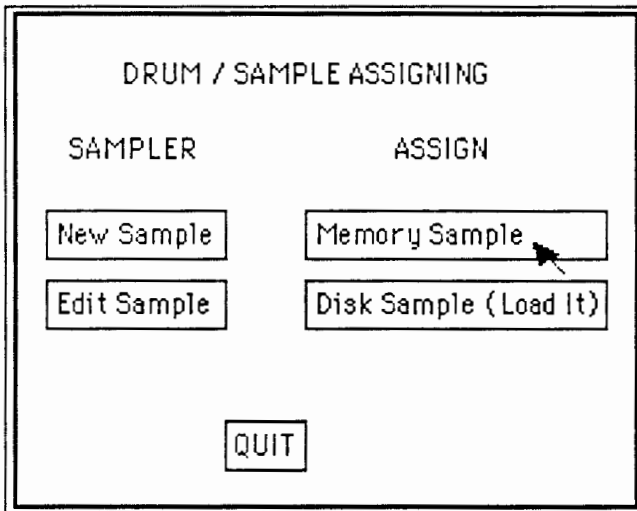 DRUM / SAMPLE ASSIGNING
SAMPLER ASSIGN
New Sample Memory Sample
Edit Sample Disk Sample (Load It)
QUIT